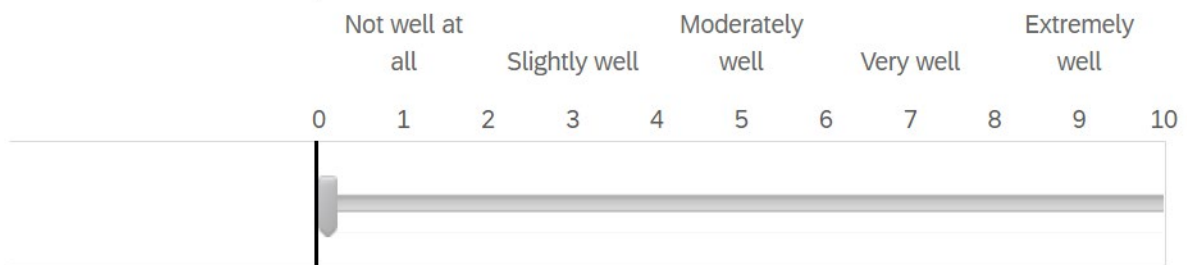 Not well at all
Slightly well
Moderately well
Very well
Extremely well
0 1 2 3 4 5 6 7 8 9 10